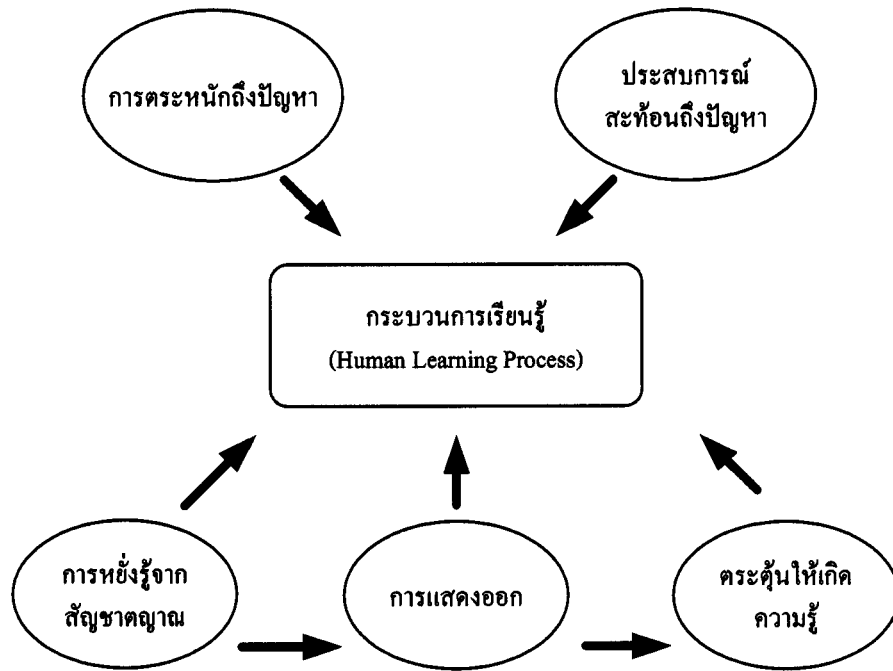 การตระหนักถึงปัญหา
ประสบการณ์
สะท้อนถึงปัญหา
กระบวนการเรียนรู้
(Human Learning Process)
การหยั่งรู้จาก
สัญชาตญาณ
การแสดงออก
ตระตุ้นให้เกิด
ความรู้